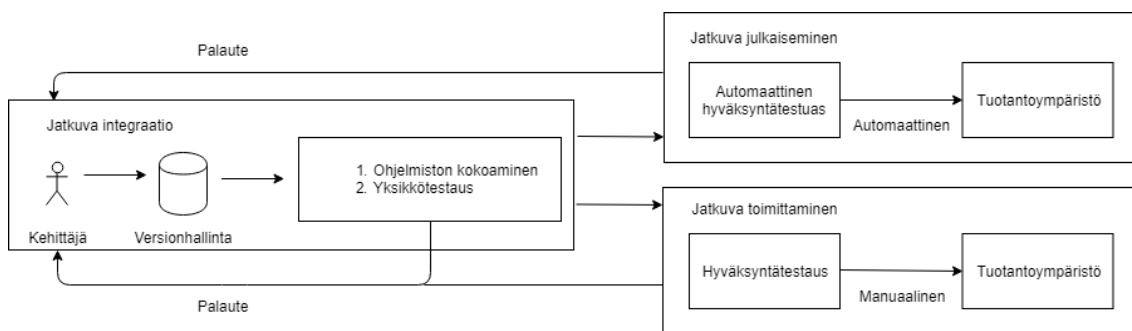 Palaute
Jatkuva integraatio
Kehittäjä
Versionhallinta
1. Ohjelmiston kokoaminen
2. Yksikkötestaus
Palaute
Jatkuva julkaiseminen
Automaattinen
hyväksyntätestuas
Automaattinen
Tuotantoympäristö
Jatkuva toimittaminen
Hyväksyntätestaus
Manuaalinen
Tuotantoympäristö